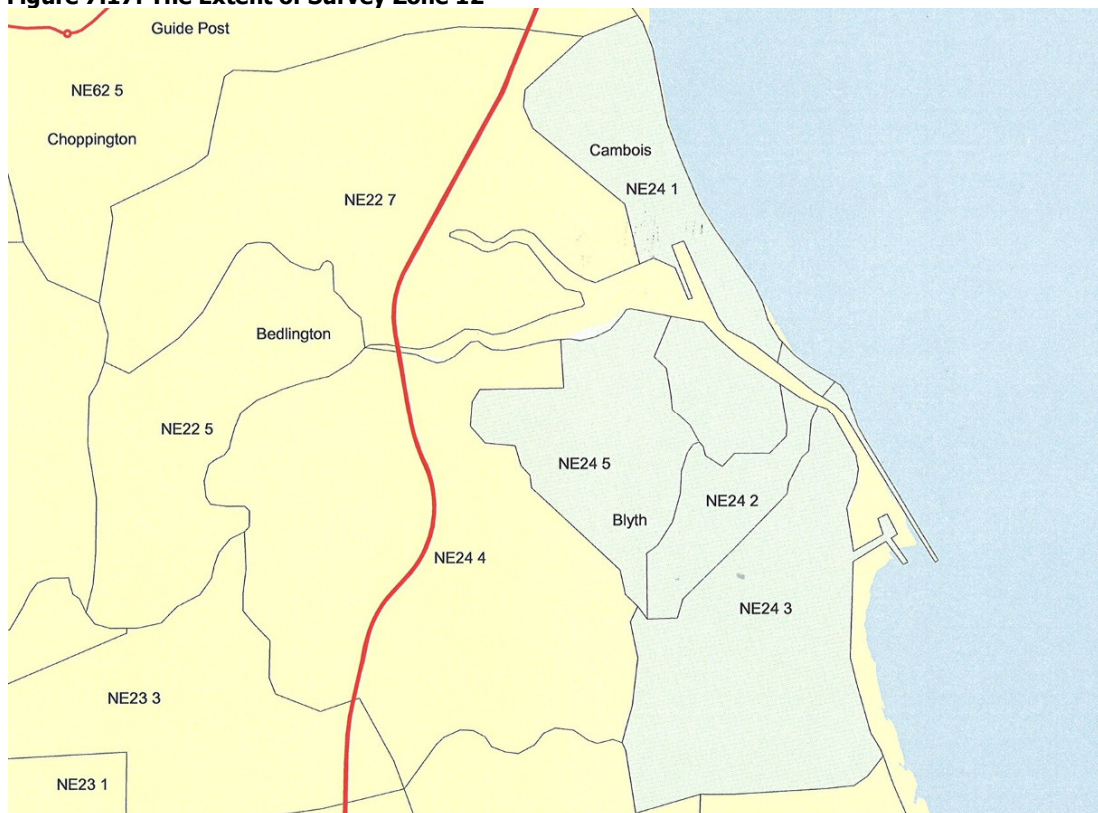 Figure 7.17: The Extent of Survey Zone 12
Guide Post
NE62 5
Choppington
Cambois
NE24 1
NE22 7
Bedlington
NE22 5
NE24 5
NE24 2
Blyth
NE24 4
NE24 3
NE23 3
NE23 1